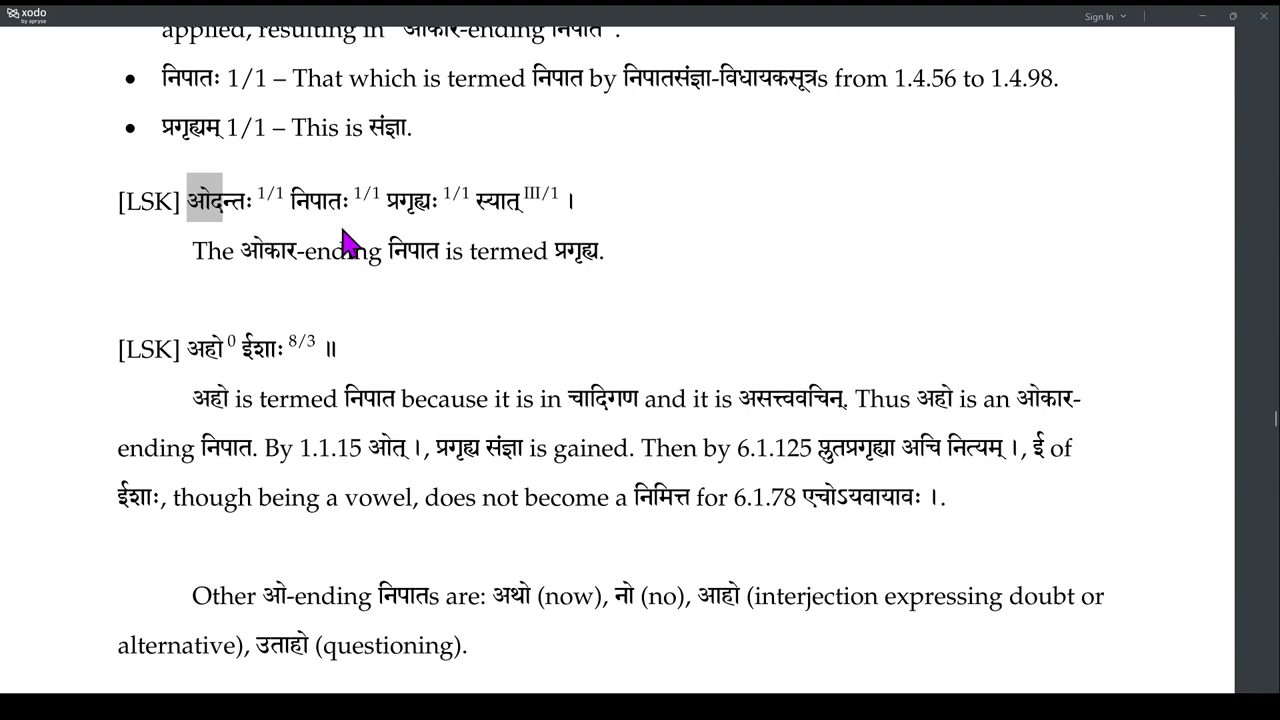 xodo
by apryse
Sign In
applied, resulting in "ओकार-ending निपात".
• निपातः 1/1 – That which is termed निपात by निपातसंज्ञा-विधायकसूत्रs from 1.4.56 to 1.4.98.
• प्रगृह्यम् 1/1 – This is संज्ञा.
[LSK] ओदन्तः 1/1 निपातः 1/1 प्रगृह्यः 1/1 स्यात् III/1 ।
The ओकार-ending निपात is termed प्रगृह्य.
[LSK] अहो 0 ईशाः 8/3 ॥
अहो is termed निपात because it is in चादिगण and it is असत्त्ववचिन्. Thus अहो is an ओकार-
ending निपात. By 1.1.15 ओत् ।, प्रगृह्य संज्ञा is gained. Then by 6.1.125 प्लुतप्रगृह्या अचि नित्यम् ।, ई of
ईशाः, though being a vowel, does not become a निमित्त for 6.1.78 एचोऽयवायावः ।.
Other ओ-ending निपातs are: अथो (now), नो (no), आहो (interjection expressing doubt or
alternative), उताहो (questioning).